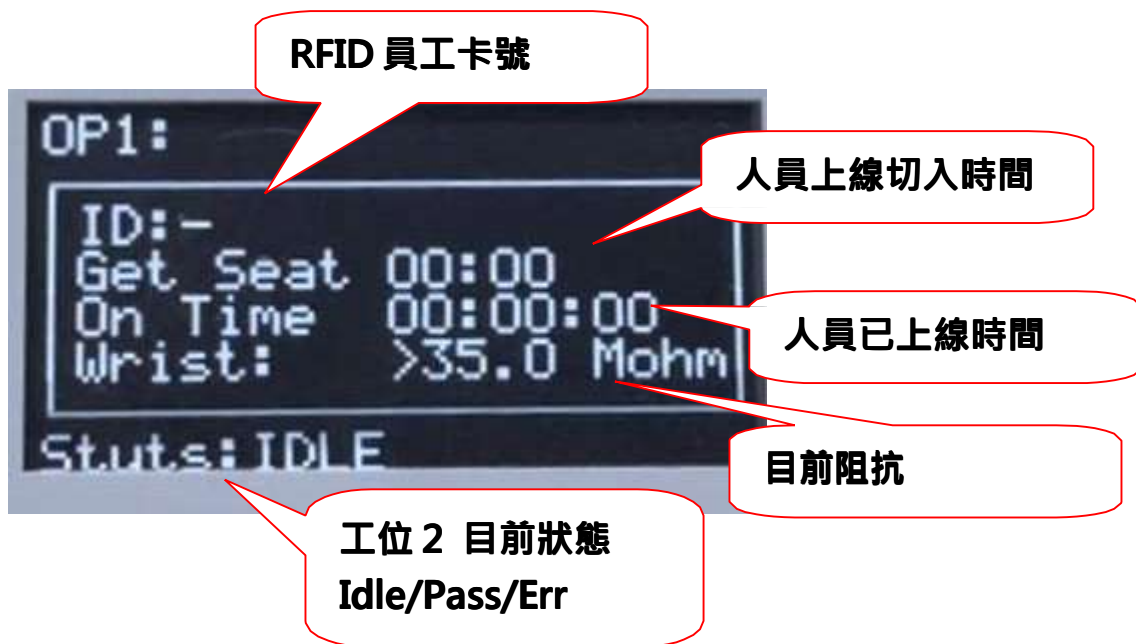 RFID 員工卡號
OP1:
人員上線切入時間
ID:-
Get Seat 00:00
On Time 00:00:00
人員已上線時間
Wrist: >35.0 Mohm
目前阻抗
Stuts:IDLE
工位 2 目前狀態
Idle/Pass/Err